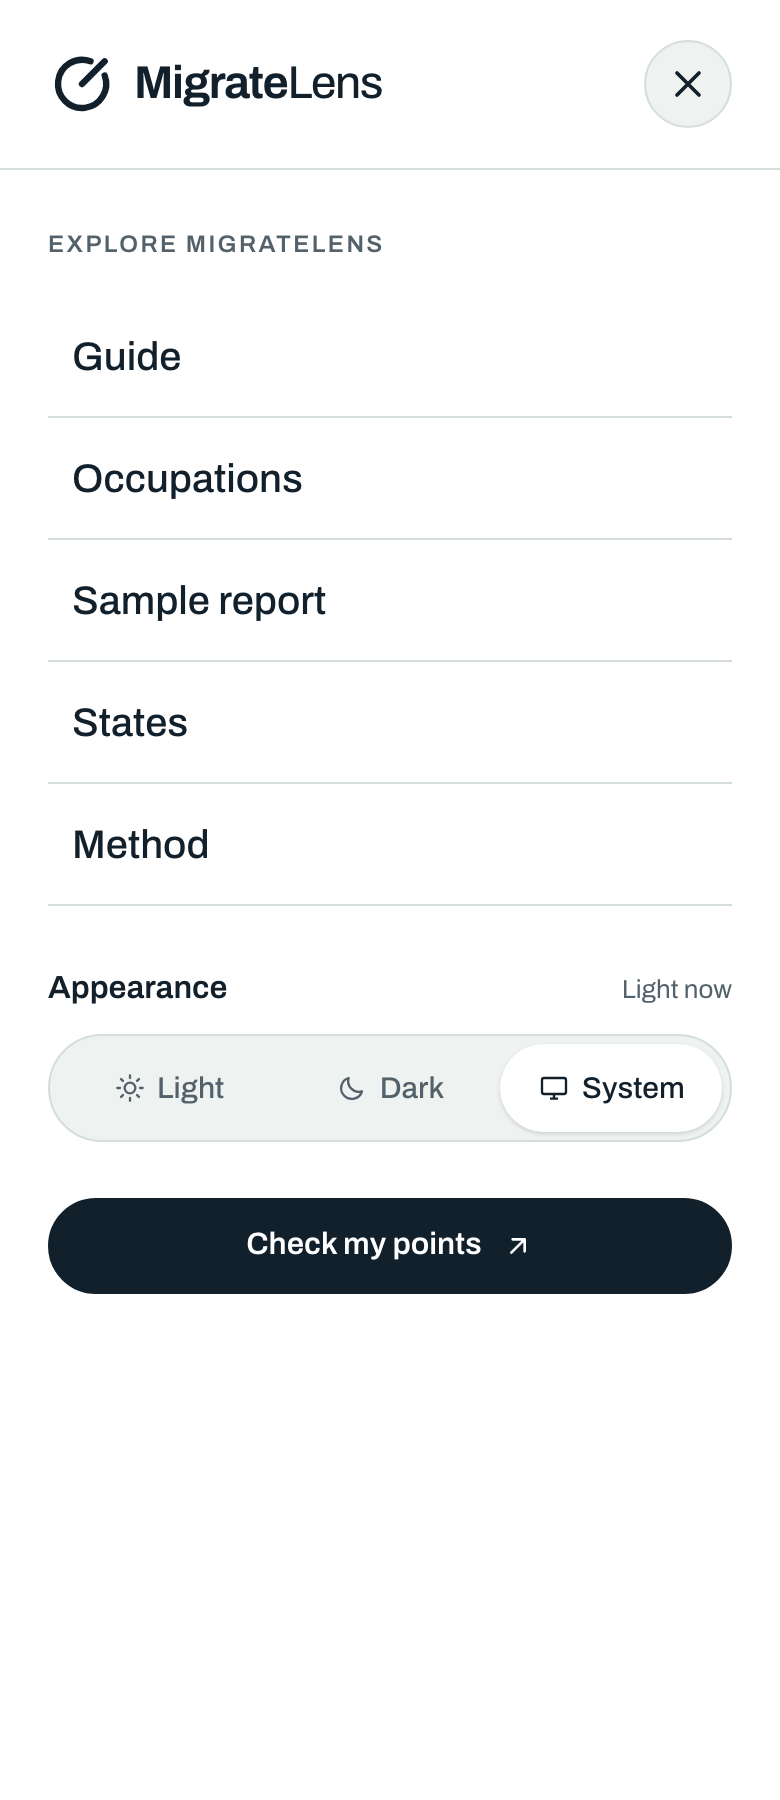 MigrateLens
EXPLORE MIGRATELENS
Guide
Occupations
Sample report
States
Method
Appearance
Light now
Light
Dark
System
Check my points